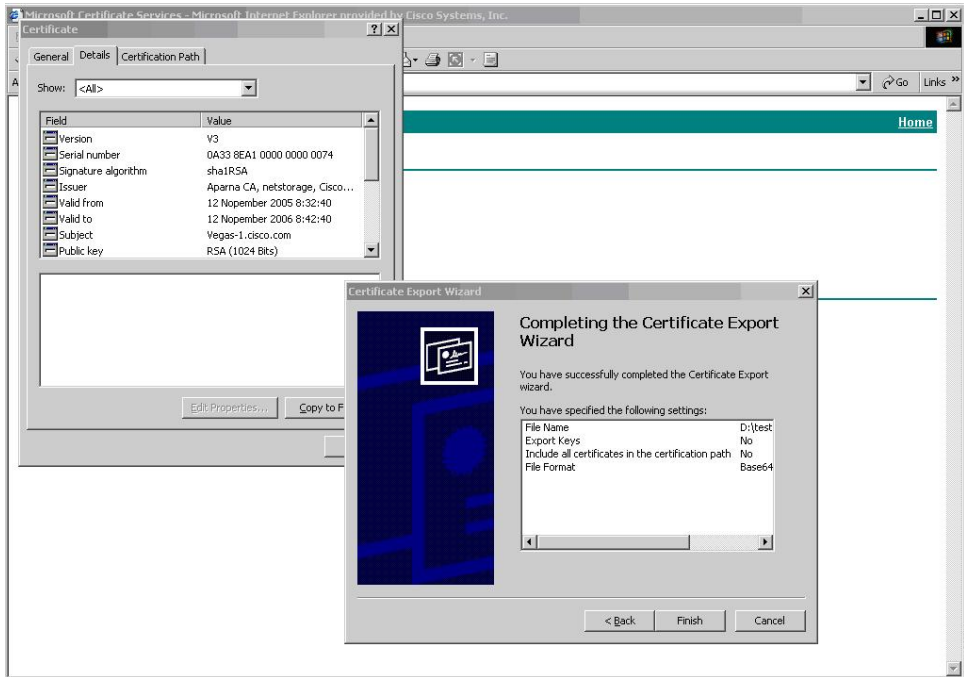 Microsoft Certificate Services - Microsoft Internet Explorer provided by Cisco Systems, Inc.
Certificate
General Details Certification Path
Show: <All>
Go Links »
Home
Field Value
Version V3
Serial number 0A33 8EA1 0000 0000 0074
Signature algorithm sha1RSA
Issuer Aparna CA, netstorage, Cisco...
Valid from 12 Nopember 2005 8:32:40
Valid to 12 Nopember 2006 8:42:40
Subject Vegas-1.cisco.com
Public key RSA (1024 Bits)
Edit Properties... Copy to F
Certificate Export Wizard
Completing the Certificate Export
Wizard
You have successfully completed the Certificate Export
wizard.
You have specified the following settings:
File Name D:\test
Export Keys No
Include all certificates in the certification path No
File Format Base64
< Back Finish Cancel